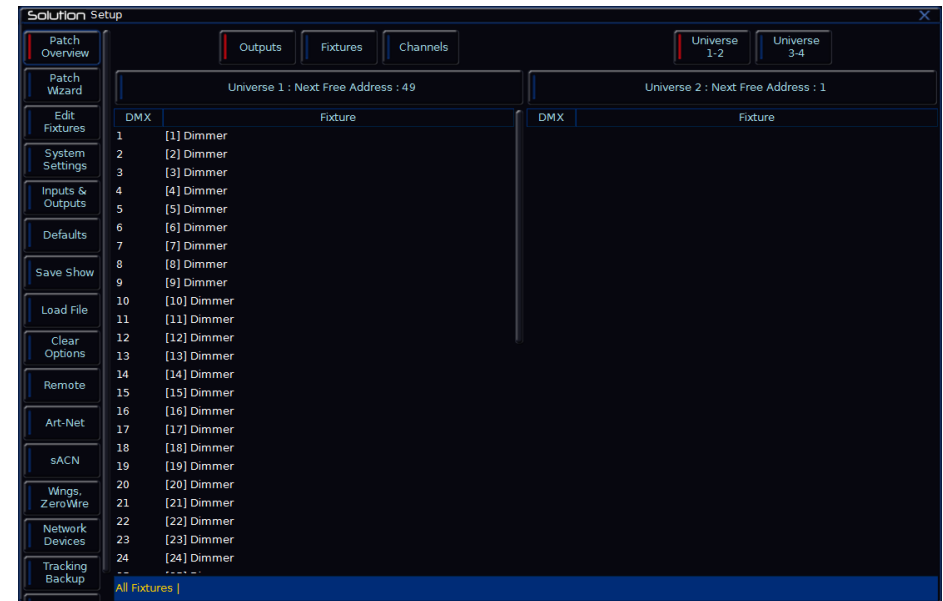 Solution Setup
Patch
Overview
Outputs
Fixtures
Channels
Universe
1-2
Universe
3-4
Patch
Wizard
Universe 1 : Next Free Address : 49
Universe 2 : Next Free Address : 1
Edit
Fixtures
System
Settings
Inputs &
Outputs
Defaults
Save Show
Load File
Clear
Options
Remote
Art-Net
sACN
Wings,
ZeroWire
Network
Devices
Tracking
Backup
DMX Fixture
1 [1] Dimmer
2 [2] Dimmer
3 [3] Dimmer
4 [4] Dimmer
5 [5] Dimmer
6 [6] Dimmer
7 [7] Dimmer
8 [8] Dimmer
9 [9] Dimmer
10 [10] Dimmer
11 [11] Dimmer
12 [12] Dimmer
13 [13] Dimmer
14 [14] Dimmer
15 [15] Dimmer
16 [16] Dimmer
17 [17] Dimmer
18 [18] Dimmer
19 [19] Dimmer
20 [20] Dimmer
21 [21] Dimmer
22 [22] Dimmer
23 [23] Dimmer
24 [24] Dimmer
DMX Fixture
All Fixtures |